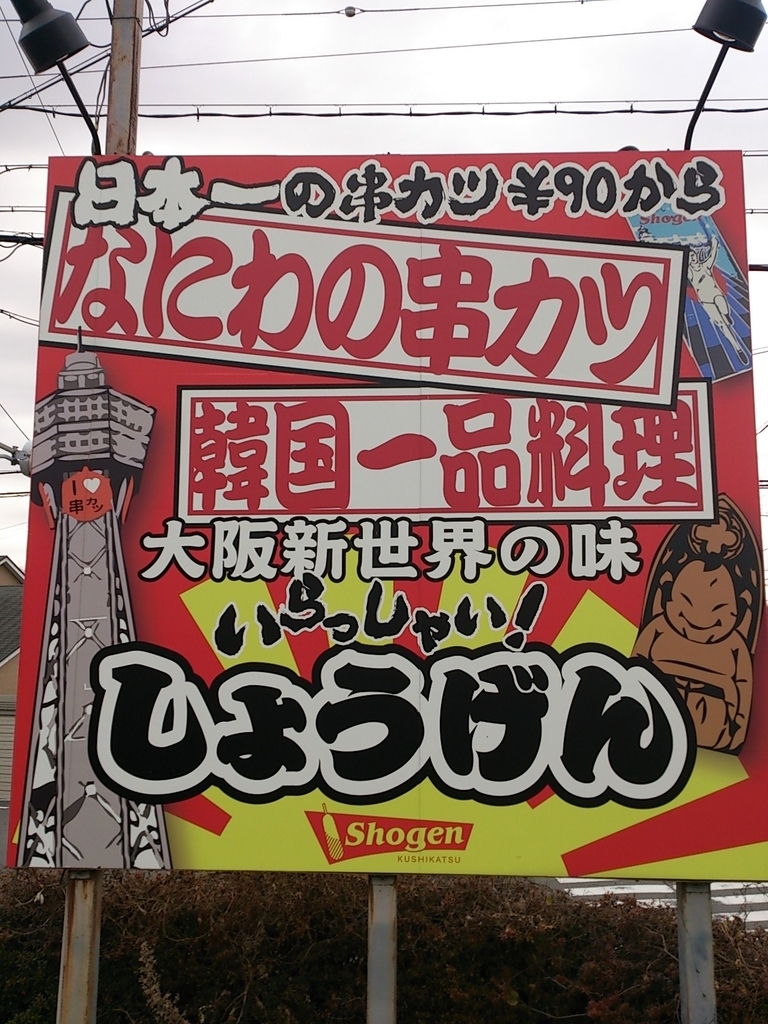 日本一の串カツ¥90から
Shogen
なにわの串カツ
韓国一品料理
I♡
串カツ
大阪新世界の味
いらっしゃい!
しょうげん
Shogen
KUSHIKATSU